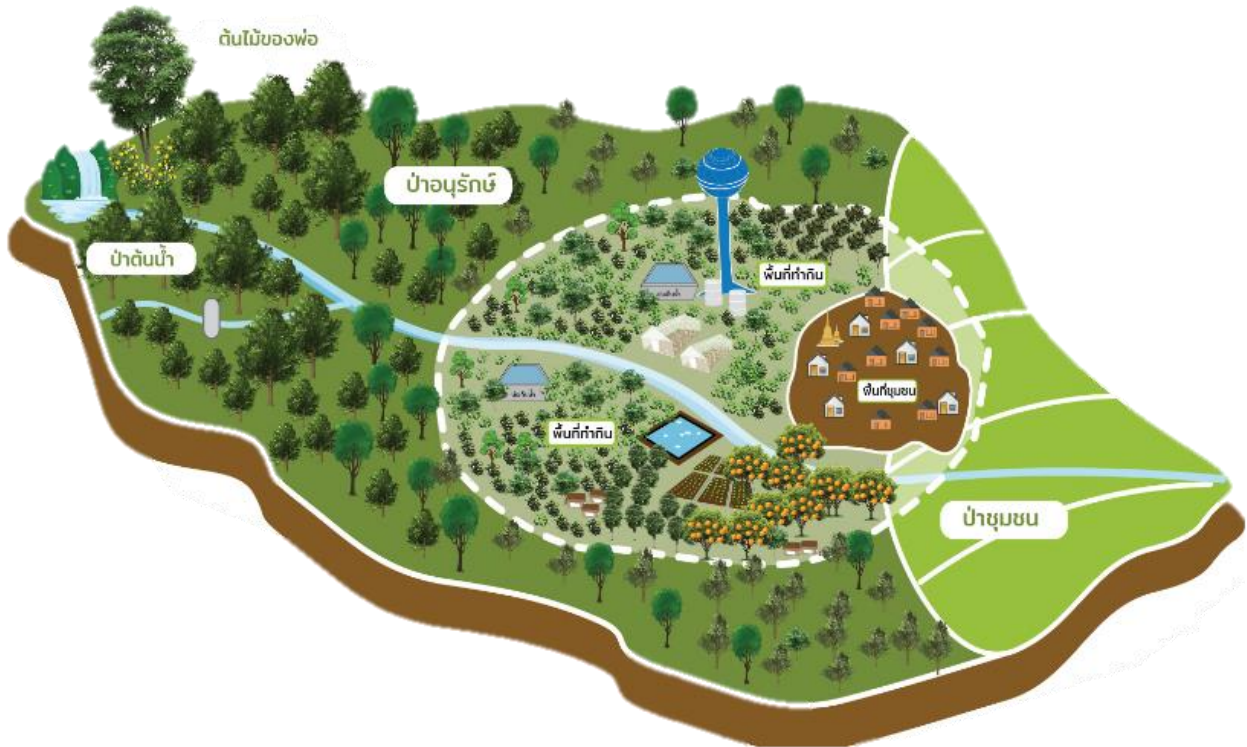 ต้นไม้ของพ่อ
ป่าอนุรักษ์
ป่าต้นน้ำ
พื้นที่ทำกิน
พื้นที่ชุมชน
พื้นที่ทำกิน
ป่าชุมชน